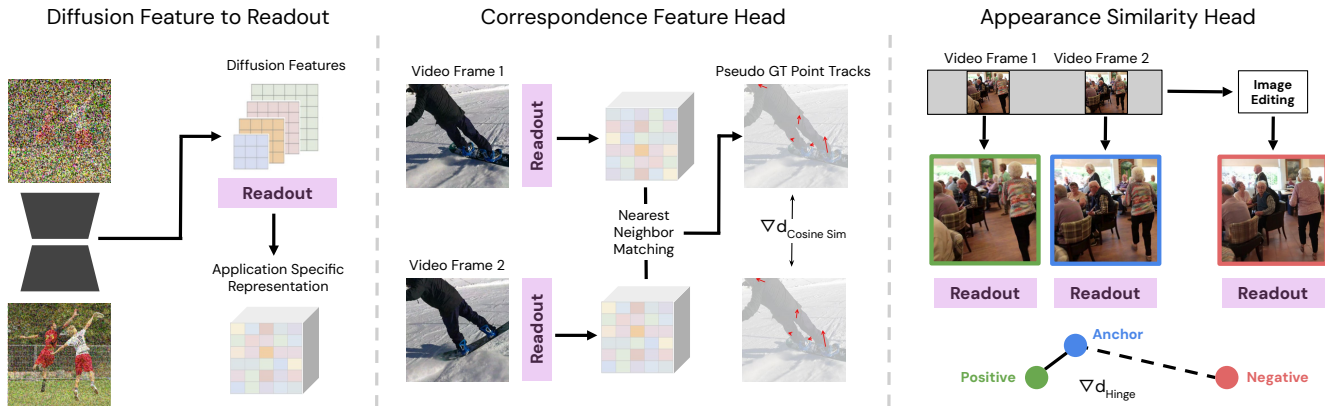 Diffusion Feature to Readout
Diffusion Features
Readout
Application Specific
Representation
Correspondence Feature Head
Video Frame 1
Readout
Pseudo GT Point Tracks
Nearest
Neighbor
Matching
∇d Cosine Sim
Video Frame 2
Readout
Appearance Similarity Head
Video Frame 1
Video Frame 2
Image
Editing
Readout
Readout
Readout
Anchor
Positive
Negative
∇d Hinge